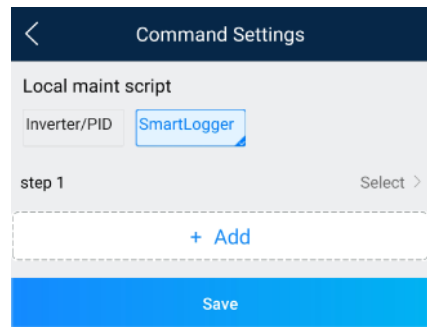 Command Settings
Local maint script
Inverter/PID SmartLogger
step 1 Select
+ Add
Save